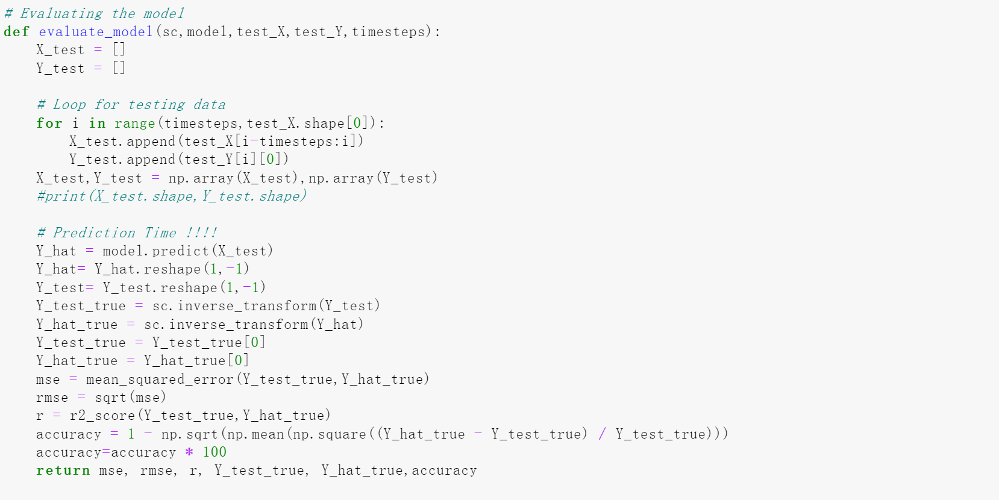 # Evaluating the model
def evaluate_model(sc,model,test_X,test_Y,timesteps):
    X_test = []
    Y_test = []

    # Loop for testing data
    for i in range(timesteps,test_X.shape[0]):
        X_test.append(test_X[i-timesteps:i])
        Y_test.append(test_Y[i][0])
    X_test,Y_test = np.array(X_test),np.array(Y_test)
    #print(X_test.shape,Y_test.shape)

    # Prediction Time !!!!
    Y_hat = model.predict(X_test)
    Y_hat= Y_hat.reshape(1,-1)
    Y_test= Y_test.reshape(1,-1)
    Y_test_true = sc.inverse_transform(Y_test)
    Y_hat_true = sc.inverse_transform(Y_hat)
    Y_test_true = Y_test_true[0]
    Y_hat_true = Y_hat_true[0]
    mse = mean_squared_error(Y_test_true,Y_hat_true)
    rmse = sqrt(mse)
    r = r2_score(Y_test_true,Y_hat_true)
    accuracy = 1 - np.sqrt(np.mean(np.square((Y_hat_true - Y_test_true) / Y_test_true)))
    accuracy=accuracy * 100
    return mse, rmse, r, Y_test_true, Y_hat_true,accuracy